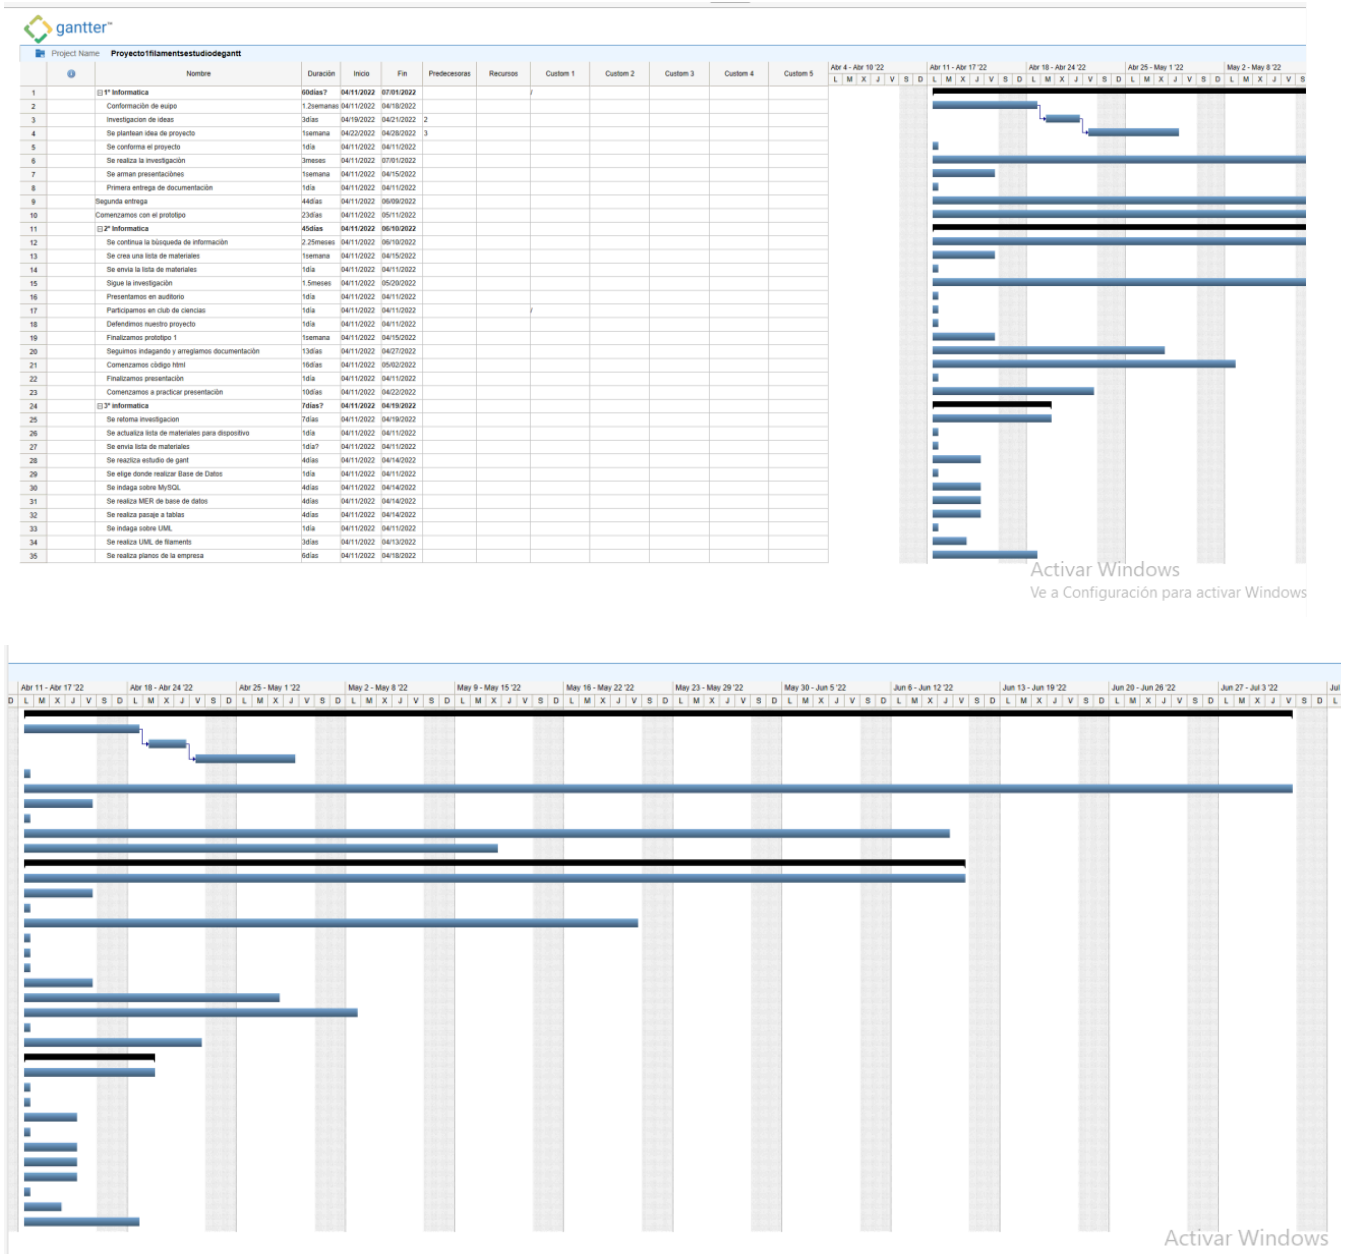 gantter™
Project Name Proyecto1filamentsestudiodegantt
Nombre Duración Inicio Fin Predecesoras Recursos Custom 1 Custom 2 Custom 3 Custom 4 Custom 5 Abr 4 - Abr 10 '22 Abr 11 - Abr 17 '22 Abr 18 - Abr 24 '22 Abr 25 - May 1 '22 May 2 - May 8 '22
L M X J V S D L M X J V S D L M X J V S D L M X J V S D L M X J V S
1 1° Informatica 60días? 04/11/2022 07/01/2022 /
2 Conformación de euipo 1.2semanas 04/11/2022 04/18/2022
3 Investigacion de ideas 3días 04/19/2022 04/21/2022 2
4 Se plantean idea de proyecto 1semana 04/22/2022 04/28/2022 3
5 Se conforma el proyecto 1día 04/11/2022 04/11/2022
6 Se realiza la investigación 3meses 04/11/2022 07/01/2022
7 Se arman presentaciónes 1semana 04/11/2022 04/15/2022
8 Primera entrega de documentación 1día 04/11/2022 04/11/2022
9 Segunda entrega 44días 04/11/2022 06/09/2022
10 Comenzamos con el prototipo 23días 04/11/2022 05/11/2022
11 2° Informatica 45días 04/11/2022 06/10/2022
12 Se continua la búsqueda de información 2.25meses 04/11/2022 06/10/2022
13 Se crea una lista de materiales 1semana 04/11/2022 04/15/2022
14 Se envia la lista de materiales 1día 04/11/2022 04/11/2022
15 Sigue la investigación 1.5meses 04/11/2022 05/20/2022
16 Presentamos en auditorio 1día 04/11/2022 04/11/2022
17 Participamos en club de ciencias 1día 04/11/2022 04/11/2022 /
18 Defendimos nuestro proyecto 1día 04/11/2022 04/11/2022
19 Finalizamos prototipo 1 1semana 04/11/2022 04/15/2022
20 Seguimos indagando y arreglamos documentación 13días 04/11/2022 04/27/2022
21 Comenzamos código html 16días 04/11/2022 05/02/2022
22 Finalizamos presentación 1día 04/11/2022 04/11/2022
23 Comenzamos a practicar presentación 10días 04/11/2022 04/22/2022
24 3° informatica 7días? 04/11/2022 04/19/2022
25 Se retoma investigacion 7días 04/11/2022 04/19/2022
26 Se actualiza lista de materiales para dispositivo 1día 04/11/2022 04/11/2022
27 Se envia lista de materiales 1día? 04/11/2022 04/11/2022
28 Se reazliza estudio de gant 4días 04/11/2022 04/14/2022
29 Se elige donde realizar Base de Datos 1día 04/11/2022 04/11/2022
30 Se indaga sobre MySQL 4días 04/11/2022 04/14/2022
31 Se realiza MER de base de datos 4días 04/11/2022 04/14/2022
32 Se realiza pasaje a tablas 4días 04/11/2022 04/14/2022
33 Se indaga sobre UML 1día 04/11/2022 04/11/2022
34 Se realiza UML de filaments 3días 04/11/2022 04/13/2022
35 Se realiza planos de la empresa 6días 04/11/2022 04/18/2022
Activar Windows
Ve a Configuración para activar Windows
Abr 11 - Abr 17 '22 Abr 18 - Abr 24 '22 Abr 25 - May 1 '22 May 2 - May 8 '22 May 9 - May 15 '22 May 16 - May 22 '22 May 23 - May 29 '22 May 30 - Jun 5 '22 Jun 6 - Jun 12 '22 Jun 13 - Jun 19 '22 Jun 20 - Jun 26 '22 Jun 27 - Jul 3 '22 Jul
D L M X J V S D L M X J V S D L M X J V S D L M X J V S D L M X J V S D L M X J V S D L M X J V S D L M X J V S D L M X J V S D L M X J V S D L M X J V S D L M X J V S D L
Activar Windows